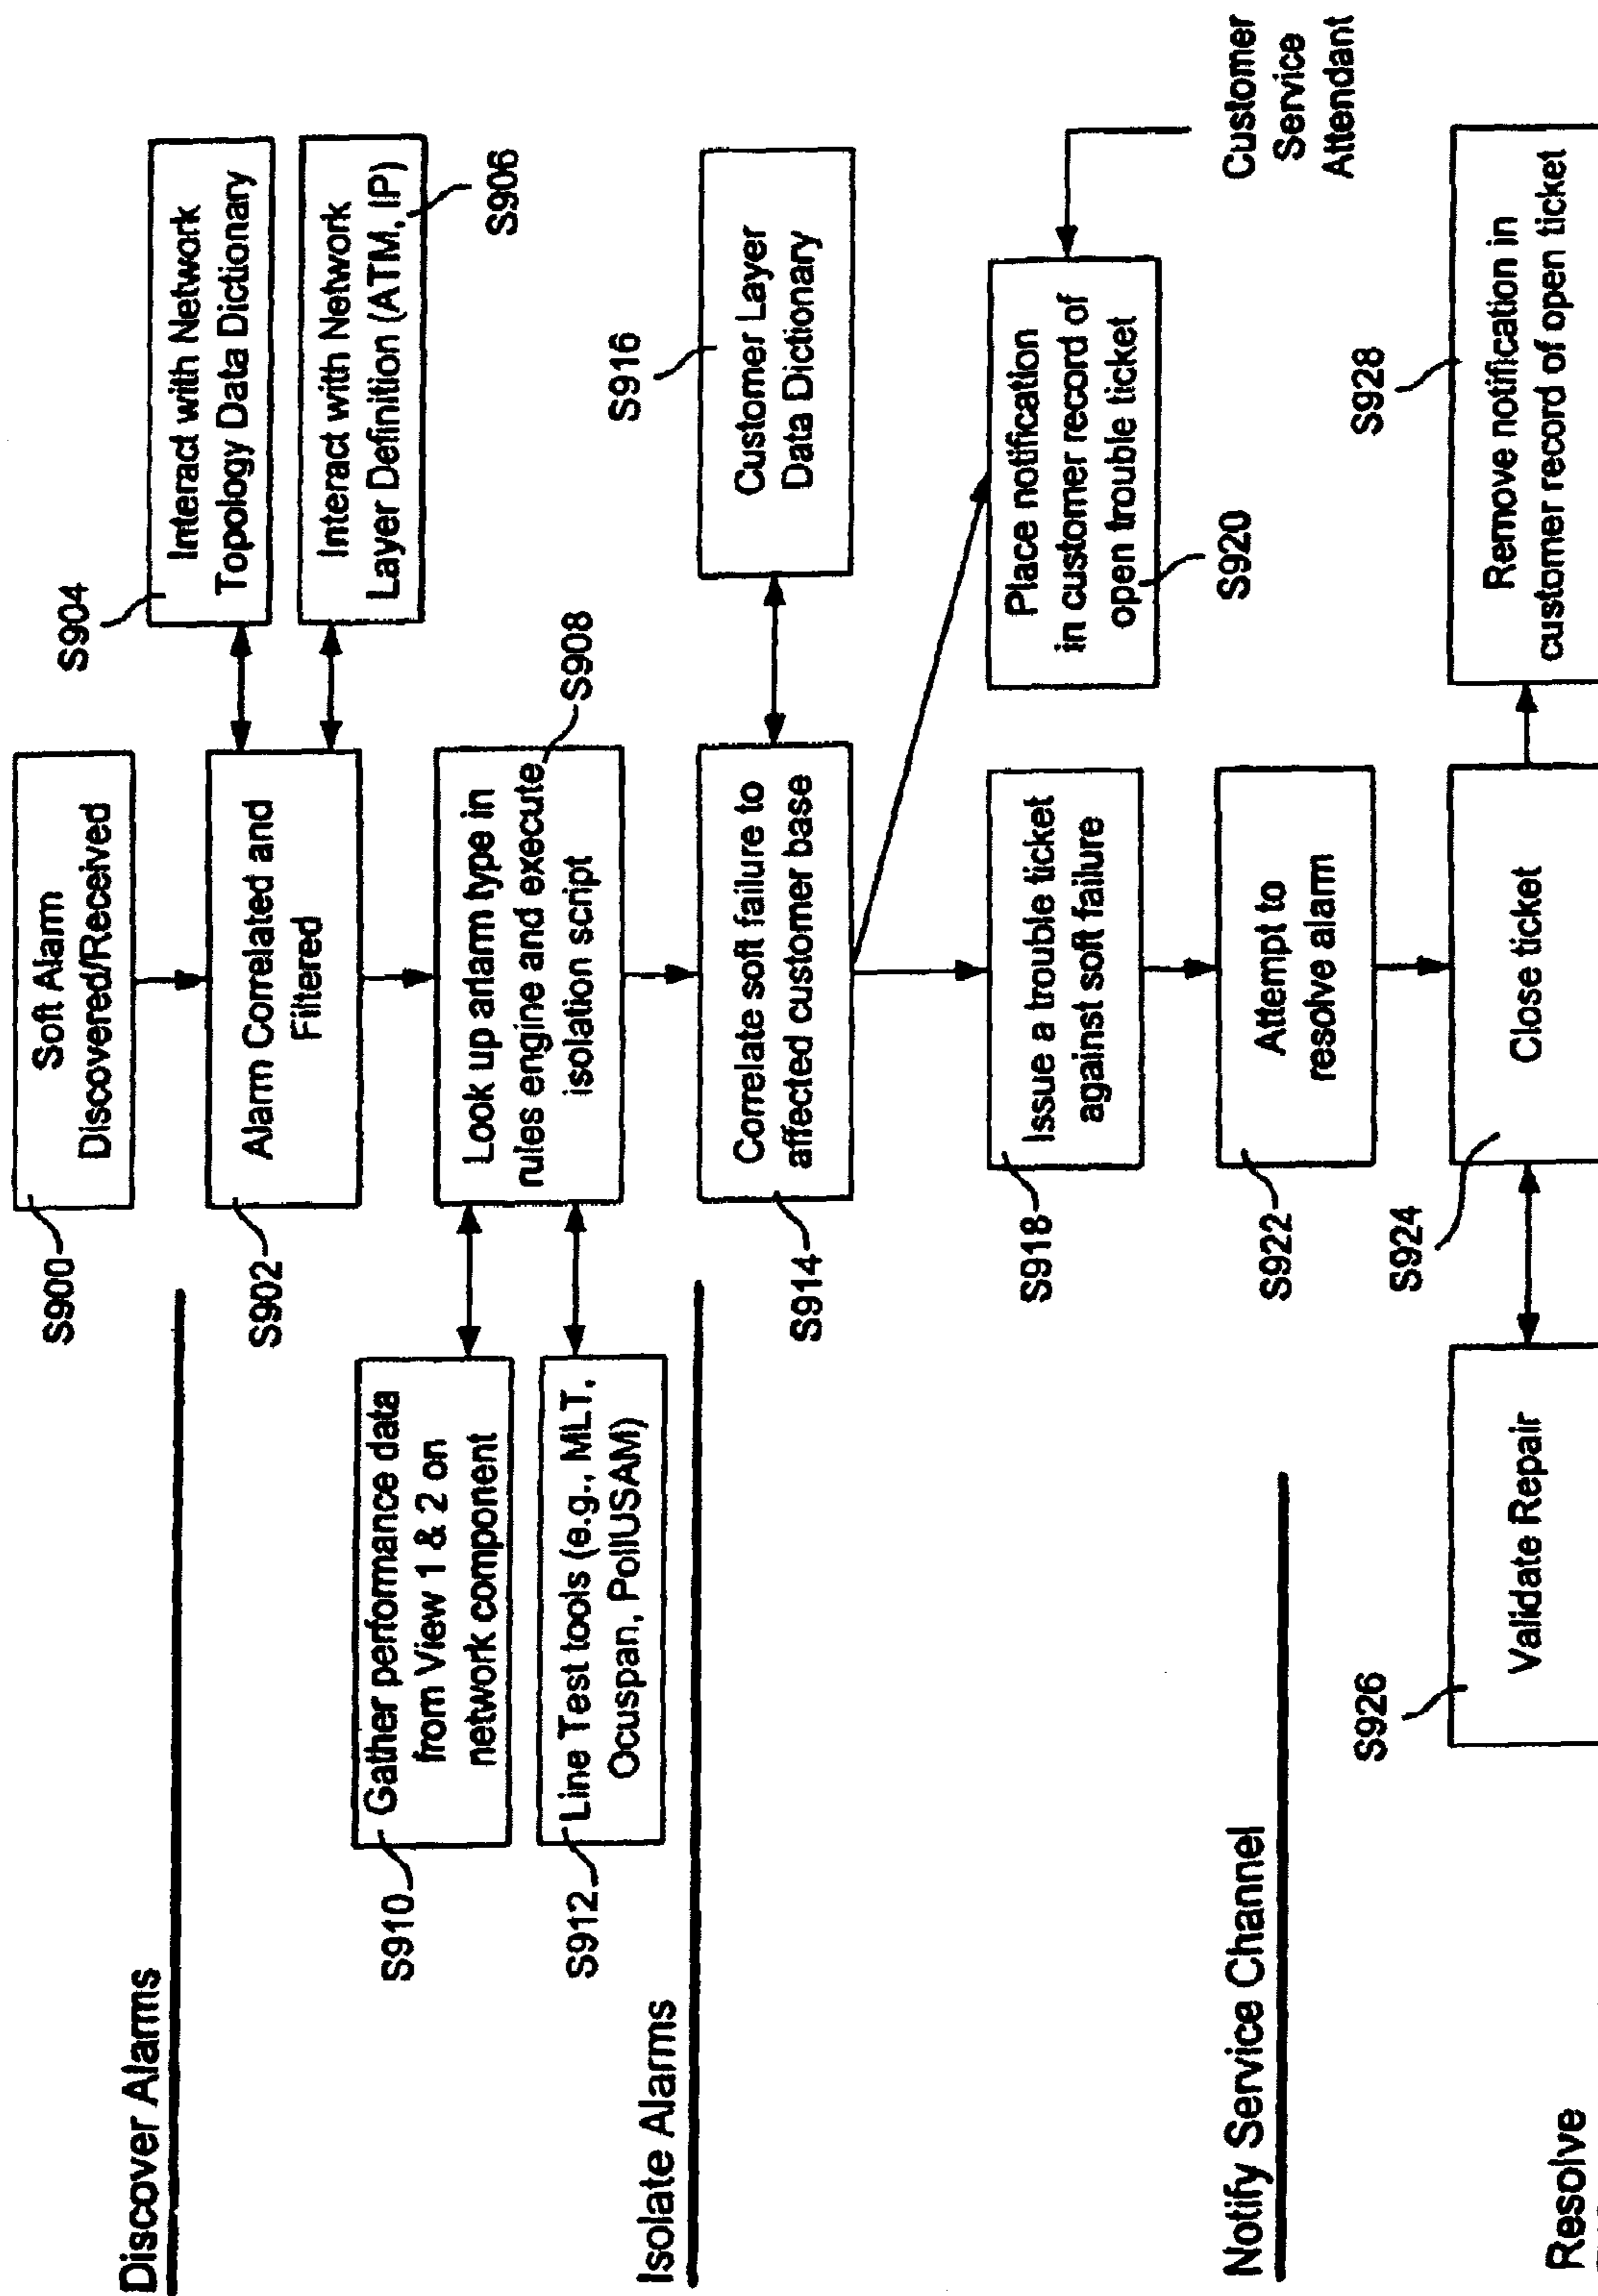 Discover Alarms
S900
Soft Alarm
Discovered/Received
S902
Alarm Correlated and
Filtered
S904
Interact with Network
Topology Data Dictionary
Interact with Network
Layer Definition (ATM, IP)
S906
S910
Gather performance data
from View 1 & 2 on
network component
S912
Line Test tools (e.g., MLT,
Ocuspan, PollUSAM)
Look up arlarm type in
rules engine and execute
isolation script
S908
Isolate Alarms
S914
Correlate soft failure to
affected customer base
S916
Customer Layer
Data Dictionary
S918
Issue a trouble ticket
against soft failure
Place notification
in customer record of
open trouble ticket
S920
Customer
Service
Attendant
Notify Service Channel
S922
Attempt to
resolve alarm
S926
Validate Repair
S924
Close ticket
S928
Remove notification in
customer record of open ticket
Resolve